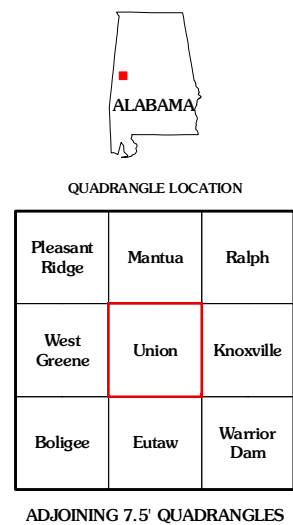 ALABAMA
QUADRANGLE LOCATION
Pleasant
Ridge
Mantua
Ralph
West
Greene
Union
Knoxville
Boligee
Eutaw
Warrior
Dam
ADJOINING 7.5' QUADRANGLES